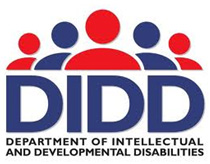 DIDD
DEPARTMENT OF INTELLECTUAL
AND DEVELOPMENTAL DISABILITIES